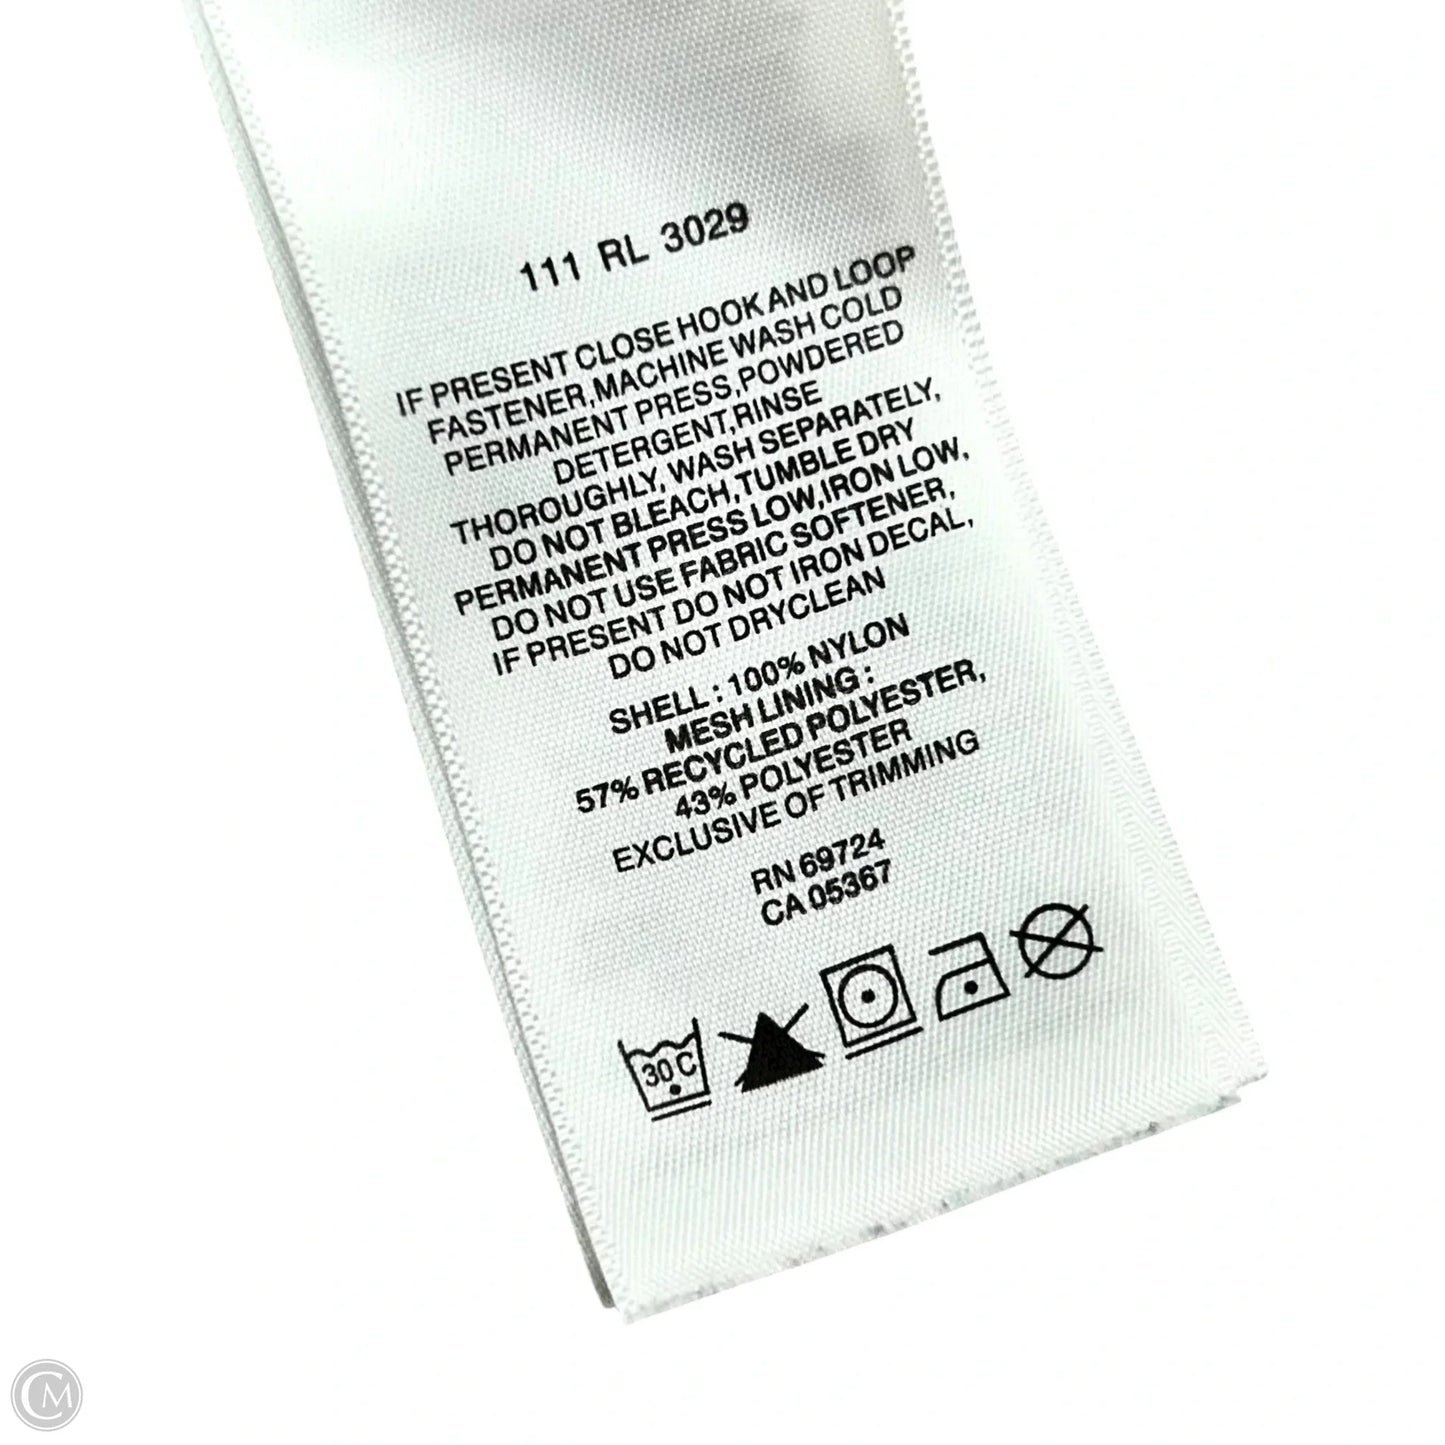 111 RL 3029
IF PRESENT CLOSE HOOK AND LOOP
FASTENER,MACHINE WASH COLD
PERMANENT PRESS,POWDERED
DETERGENT,RINSE
THOROUGHLY, WASH SEPARATELY,
DO NOT BLEACH,TUMBLE DRY
PERMANENT PRESS LOW,IRON LOW,
DO NOT USE FABRIC SOFTENER,
IF PRESENT DO NOT IRON DECAL,
DO NOT DRYCLEAN
SHELL : 100% NYLON
MESH LINING :
57% RECYCLED POLYESTER,
43% POLYESTER
EXCLUSIVE OF TRIMMING
RN 69724
CA 05367
30 C
CM